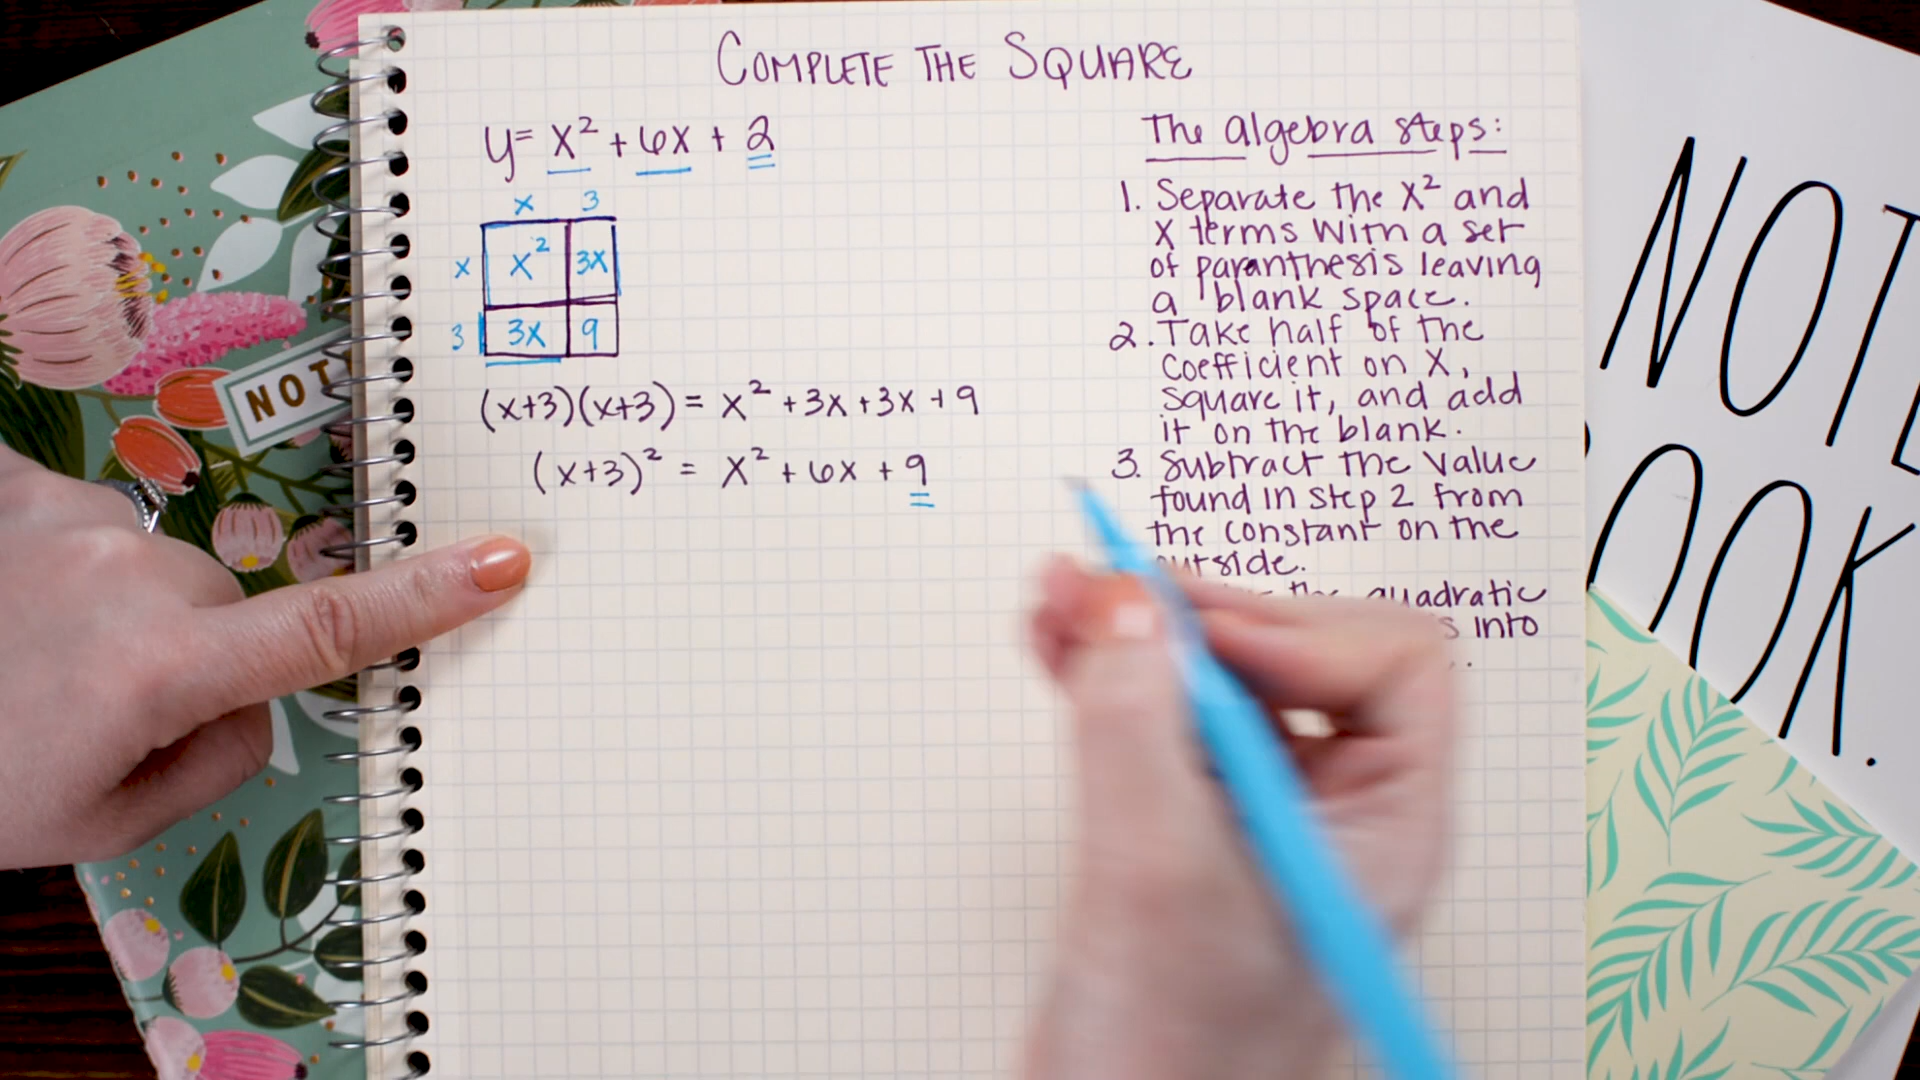 COMPLETE THE SQUARE
y= x² + 6x + 2
x 3
x x² 3x
3 3x 9
(x+3)(x+3) = x² + 3x + 3x + 9
(x+3)² = x² + 6x + 9
The algebra steps:
1. Separate the x² and
x terms with a set
of paranthesis leaving
a blank space.
2. Take half of the
coefficient on x,
square it, and add
it on the blank.
3. Subtract the value
found in step 2 from
the constant on the
outside.
the quadratic
into
NOT
NOTE
OOK.